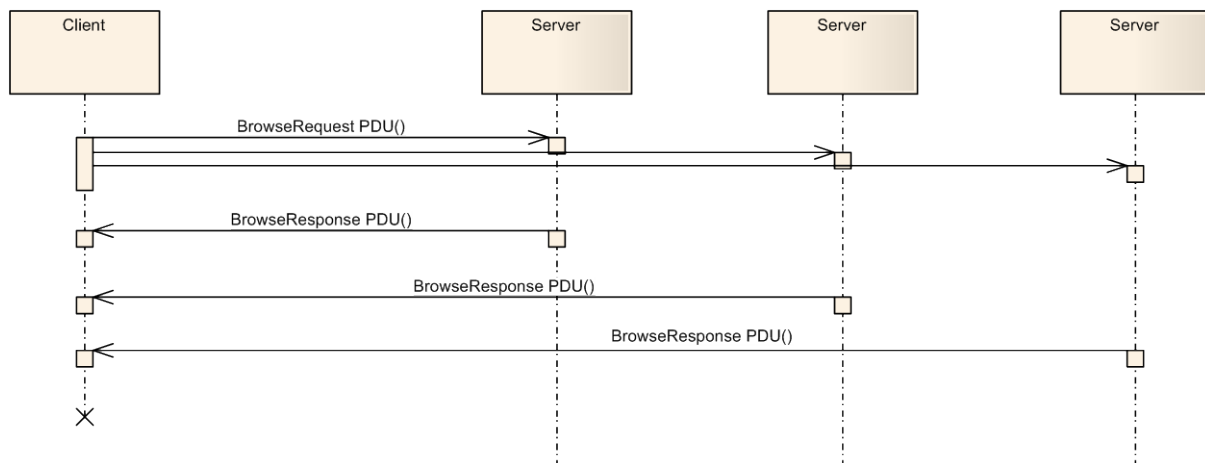 Client
Server
Server
Server
BrowseRequest PDU()
BrowseResponse PDU()
BrowseResponse PDU()
BrowseResponse PDU()